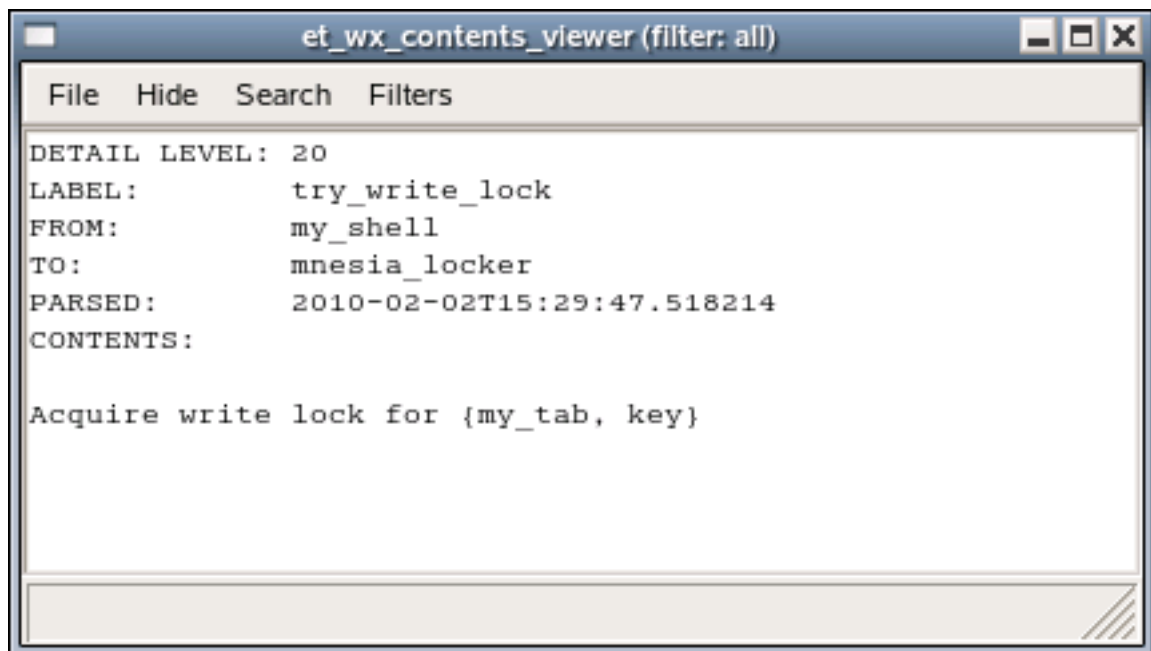 et_wx_contents_viewer (filter: all)
File Hide Search Filters
DETAIL LEVEL: 20
LABEL: try_write_lock
FROM: my_shell
TO: mnesia_locker
PARSED: 2010-02-02T15:29:47.518214
CONTENTS:
Acquire write lock for {my_tab, key}